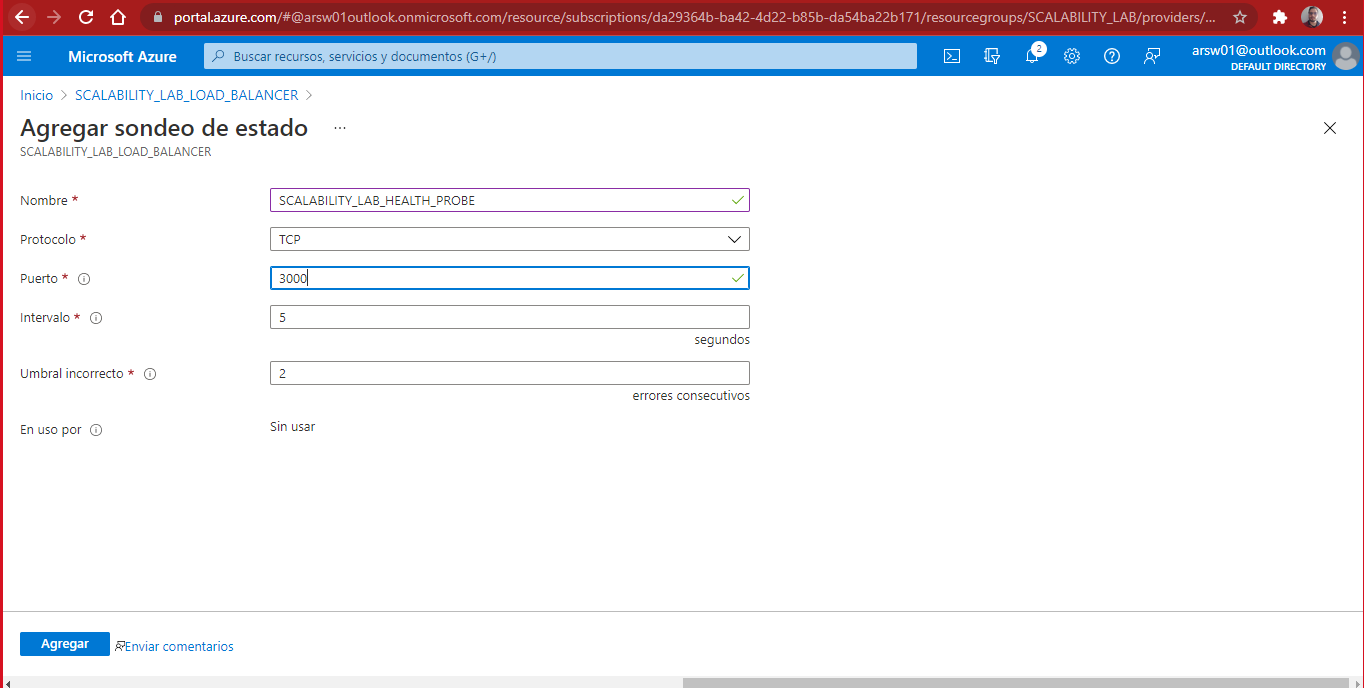 portal.azure.com/#@arsw01outlook.onmicrosoft.com/resource/subscriptions/da29364b-ba42-4d22-b85b-da54ba22b171/resourcegroups/SCALABILITY_LAB/providers/...
Microsoft Azure
Buscar recursos, servicios y documentos (G+/)
2
arsw01@outlook.com
DEFAULT DIRECTORY
Inicio > SCALABILITY_LAB_LOAD_BALANCER >
Agregar sondeo de estado ...
SCALABILITY_LAB_LOAD_BALANCER
Nombre * SCALABILITY_LAB_HEALTH_PROBE
Protocolo * TCP
Puerto * 3000
Intervalo * 5
segundos
Umbral incorrecto * 2
errores consecutivos
En uso por Sin usar
Agregar Enviar comentarios